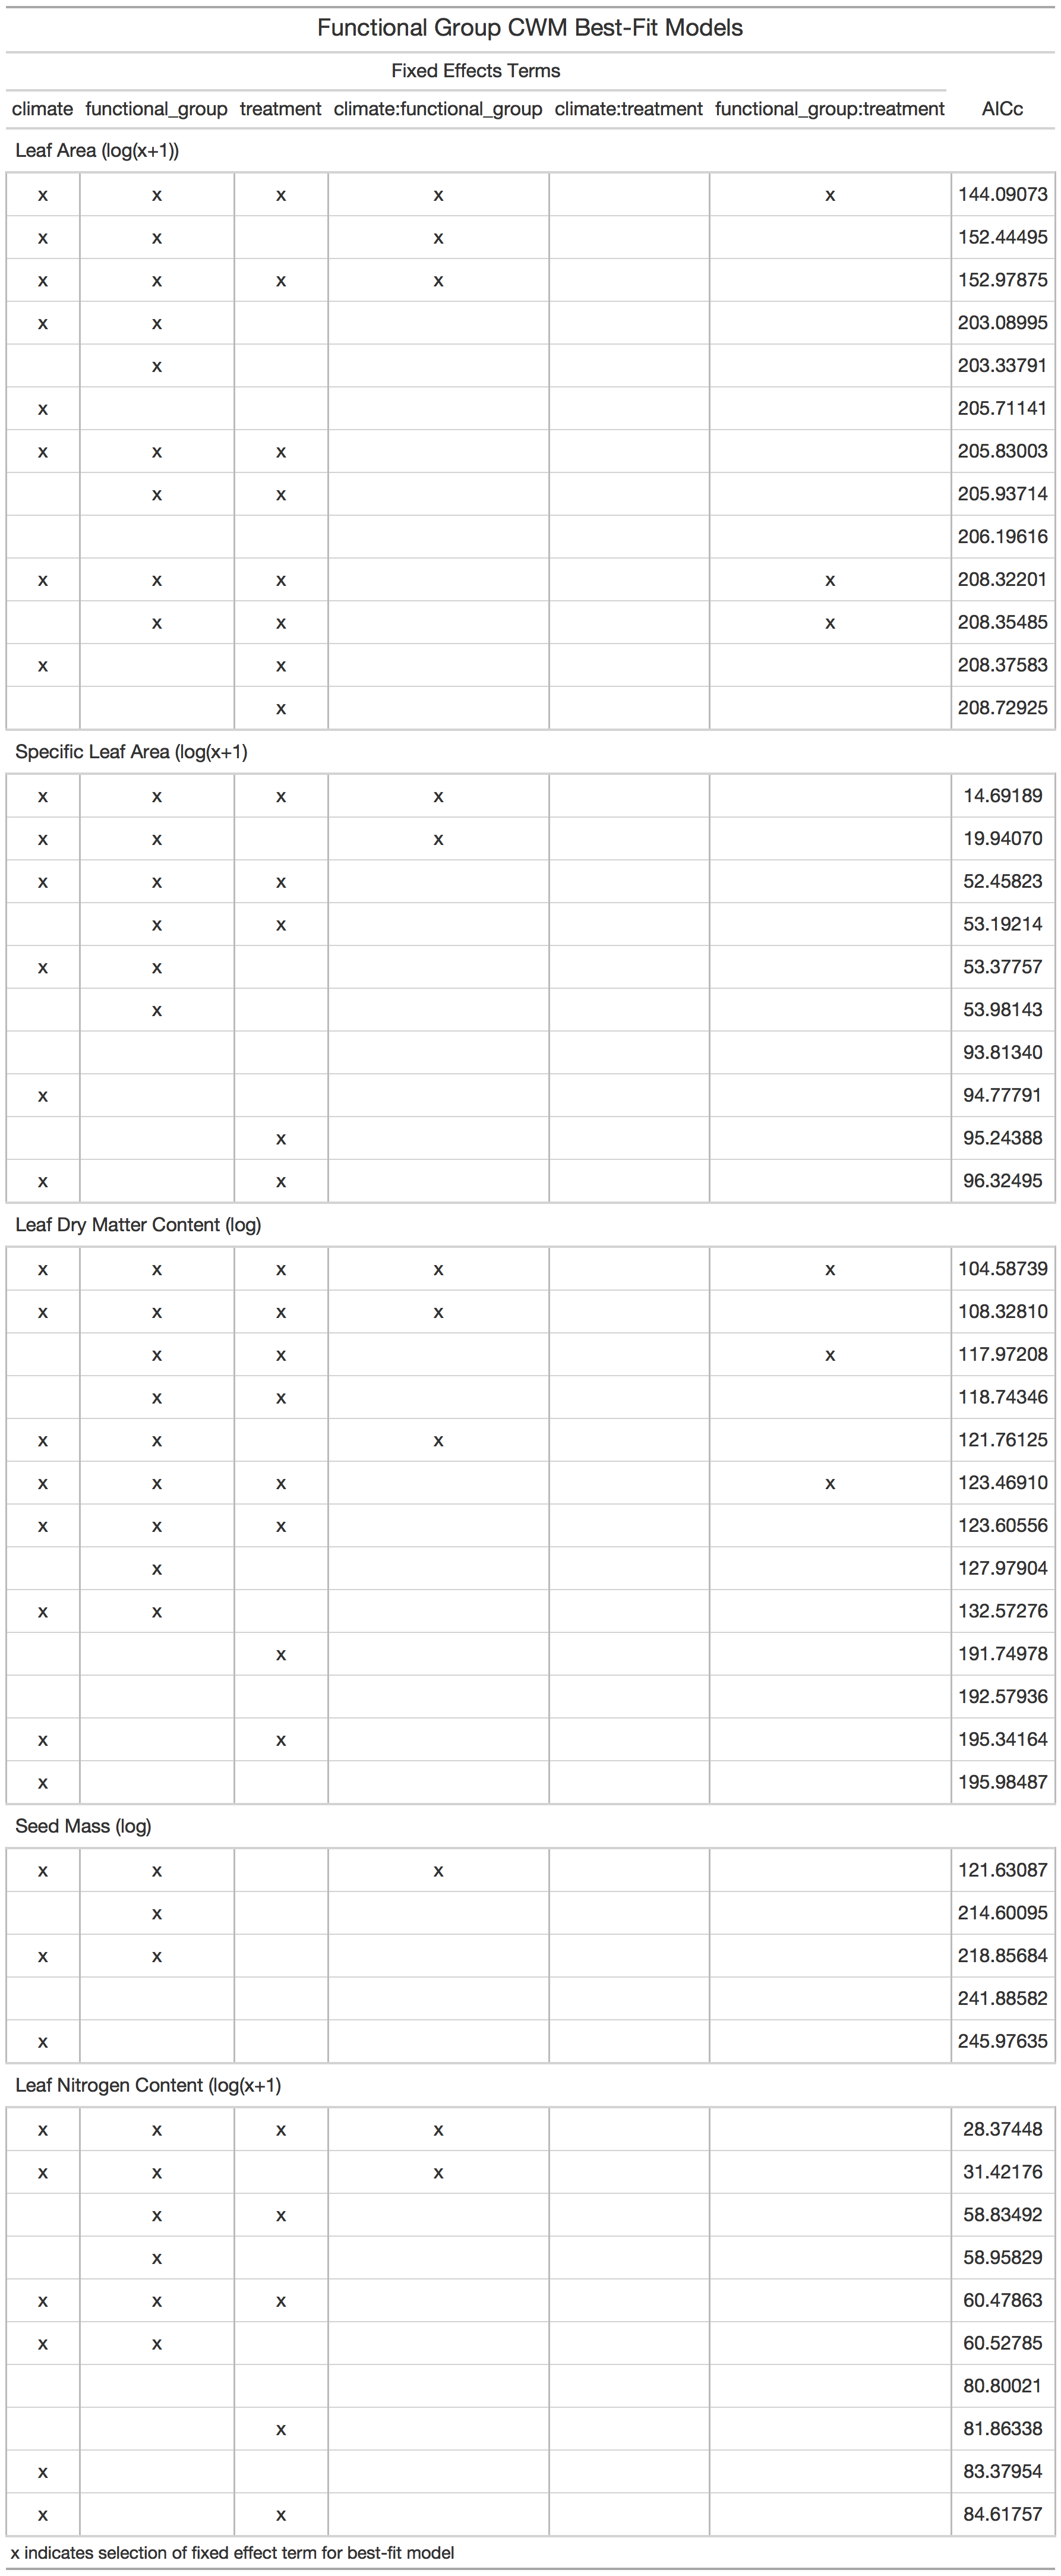 Functional Group CWM Best-Fit Models
Fixed Effects Terms
climate functional_group treatment climate:functional_group climate:treatment functional_group:treatment AICc
Leaf Area (log(x+1))
x x x x x 144.09073
x x x 152.44495
x x x x 152.97875
x x 203.08995
x 203.33791
x 205.71141
x x x 205.83003
x x 205.93714
206.19616
x x x x 208.32201
x x x 208.35485
x x 208.37583
x 208.72925
Specific Leaf Area (log(x+1)
x x x x 14.69189
x x x 19.94070
x x x 52.45823
x x 53.19214
x x 53.37757
x 53.98143
93.81340
x 94.77791
x 95.24388
x x 96.32495
Leaf Dry Matter Content (log)
x x x x x 104.58739
x x x x 108.32810
x x x 117.97208
x x 118.74346
x x x 121.76125
x x x x 123.46910
x x x 123.60556
x 127.97904
x x 132.57276
x 191.74978
192.57936
x x 195.34164
x 195.98487
Seed Mass (log)
x x x 121.63087
x 214.60095
x x 218.85684
241.88582
x 245.97635
Leaf Nitrogen Content (log(x+1)
x x x x 28.37448
x x x 31.42176
x x 58.83492
x 58.95829
x x x 60.47863
x x 60.52785
80.80021
x 81.86338
x 83.37954
x x 84.61757
x indicates selection of fixed effect term for best-fit model